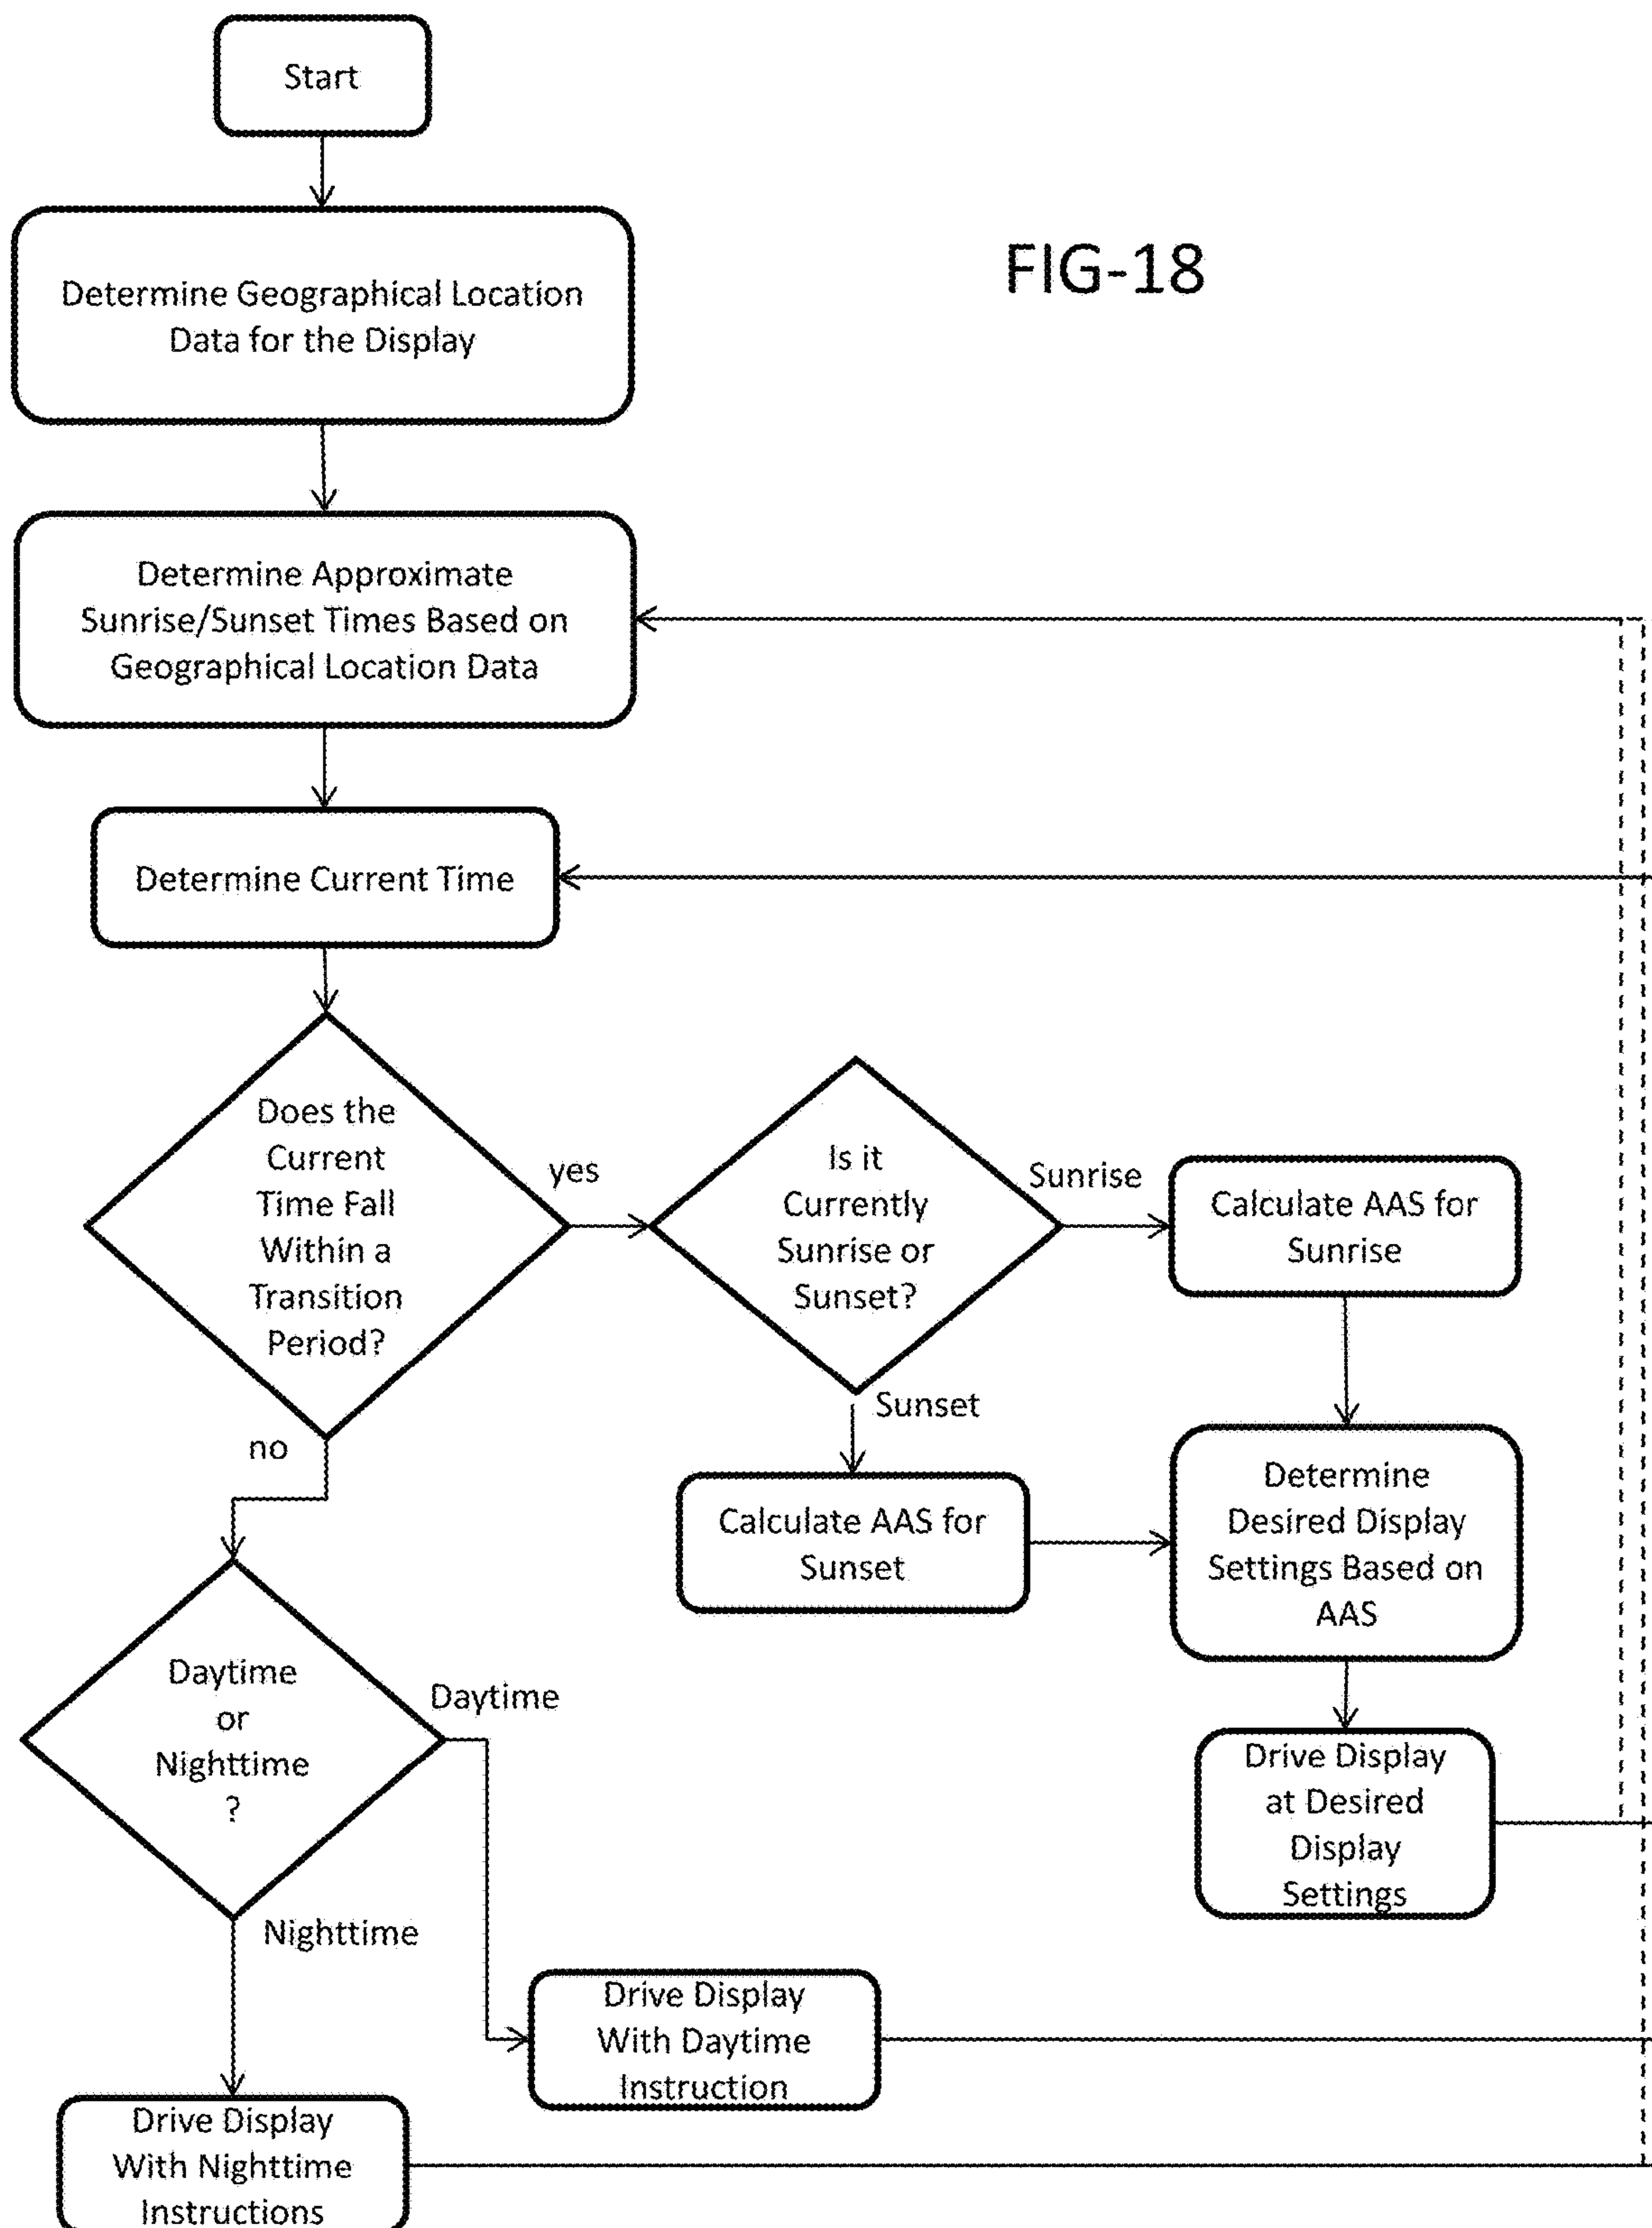 Start
FIG-18
Determine Geographical Location
Data for the Display
Determine Approximate
Sunrise/Sunset Times Based on
Geographical Location Data
Determine Current Time
Does the
Current
Time Fall
Within a
Transition
Period?
yes
no
Is it
Currently
Sunrise or
Sunset?
Sunrise
Sunset
Calculate AAS for
Sunrise
Calculate AAS for
Sunset
Determine
Desired Display
Settings Based on
AAS
Drive Display
at Desired
Display
Settings
Daytime
or
Nighttime
?
Daytime
Nighttime
Drive Display
With Daytime
Instruction
Drive Display
With Nighttime
Instructions